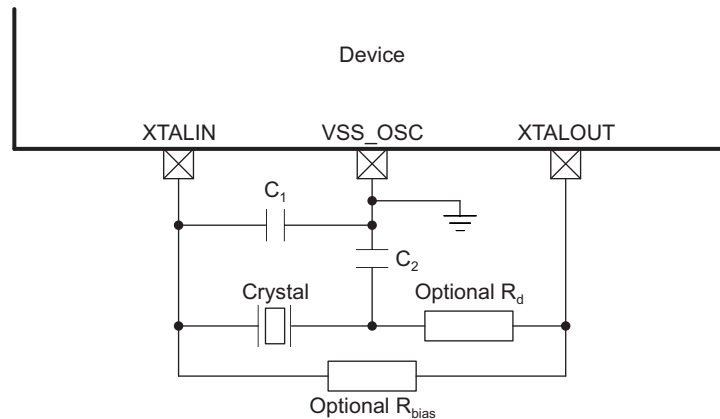 Device
XTALIN
VSS_OSC
XTALOUT
C1
C2
Crystal
Optional Rd
Optional Rbias